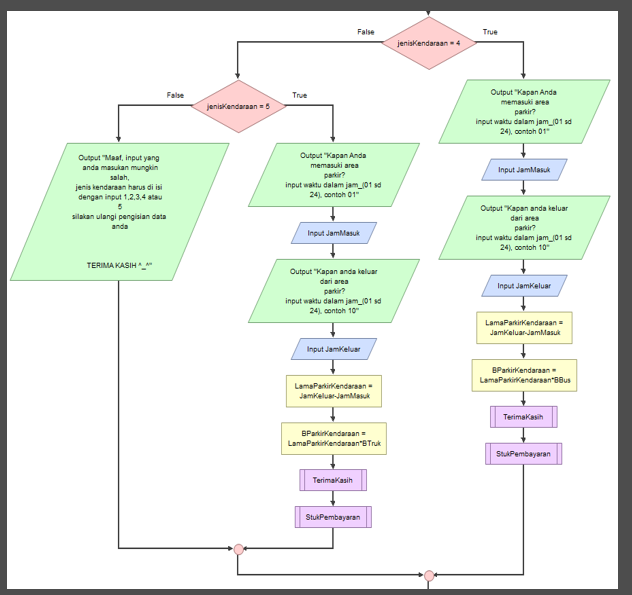 False
True
jenisKendaraan = 4
False
True
jenisKendaraan = 5
Output "Maaf, input yang
anda masukan mungkin
salah,
jenis kendaraan harus di isi
dengan input 1,2,3,4 atau
5
silakan ulangi pengisian data
anda
TERIMA KASIH ^_^"
Output "Kapan Anda
memasuki area
parkir?
input waktu dalam jam_(01 sd
24), contoh 01"
Input JamMasuk
Output "Kapan anda keluar
dari area
parkir?
input waktu dalam jam_(01 sd
24), contoh 10"
Input JamKeluar
LamaParkirKendaraan =
JamKeluar-JamMasuk
BParkirKendaraan =
LamaParkirKendaraan*BTruk
TerimaKasih
StukPembayaran
Output "Kapan Anda
memasuki area
parkir?
input waktu dalam jam_(01 sd
24), contoh 01"
Input JamMasuk
Output "Kapan anda keluar
dari area
parkir?
input waktu dalam jam_(01 sd
24), contoh 10"
Input JamKeluar
LamaParkirKendaraan =
JamKeluar-JamMasuk
BParkirKendaraan =
LamaParkirKendaraan*BBus
TerimaKasih
StukPembayaran